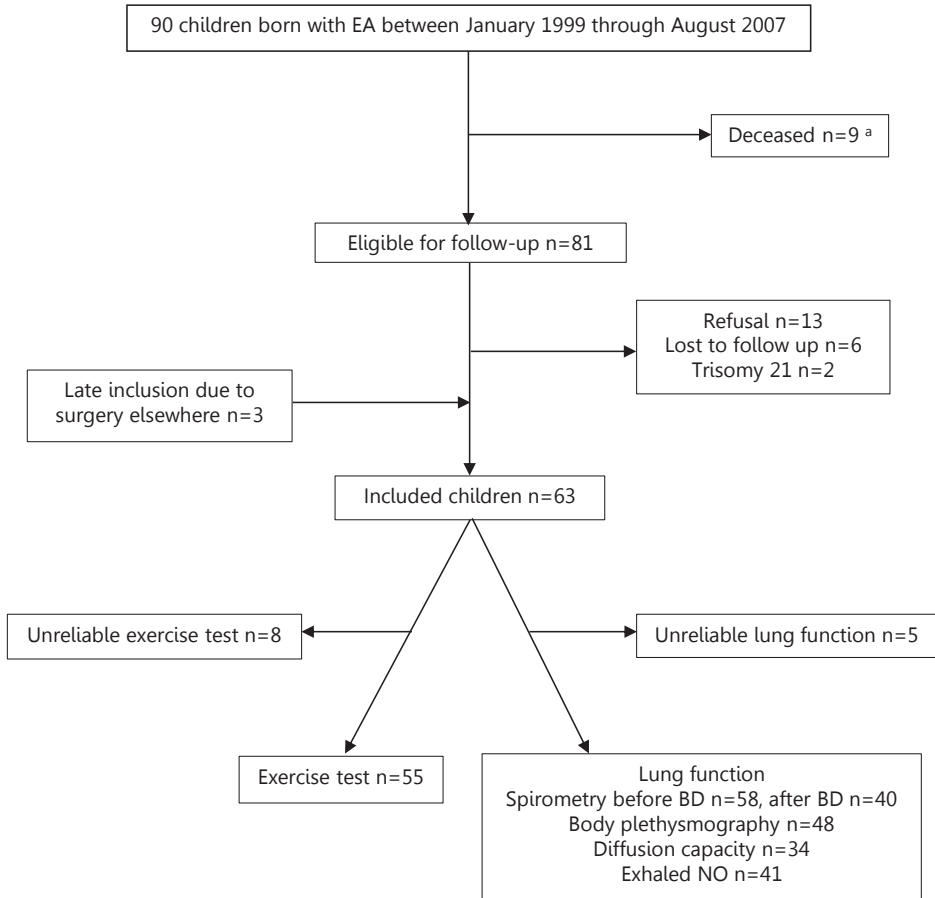 90 children born with EA between January 1999 through August 2007
Deceased n=9  a
Eligible for follow-up n=81
Refusal n=13
Lost to follow up n=6
Trisomy 21 n=2
Late inclusion due to
surgery elsewhere n=3
Included children n=63
Unreliable exercise test n=8
Unreliable lung function n=5
Exercise test n=55
Lung function
Spirometry before BD n=58, after BD n=40
Body plethysmography n=48
Diffusion capacity n=34
Exhaled NO n=41